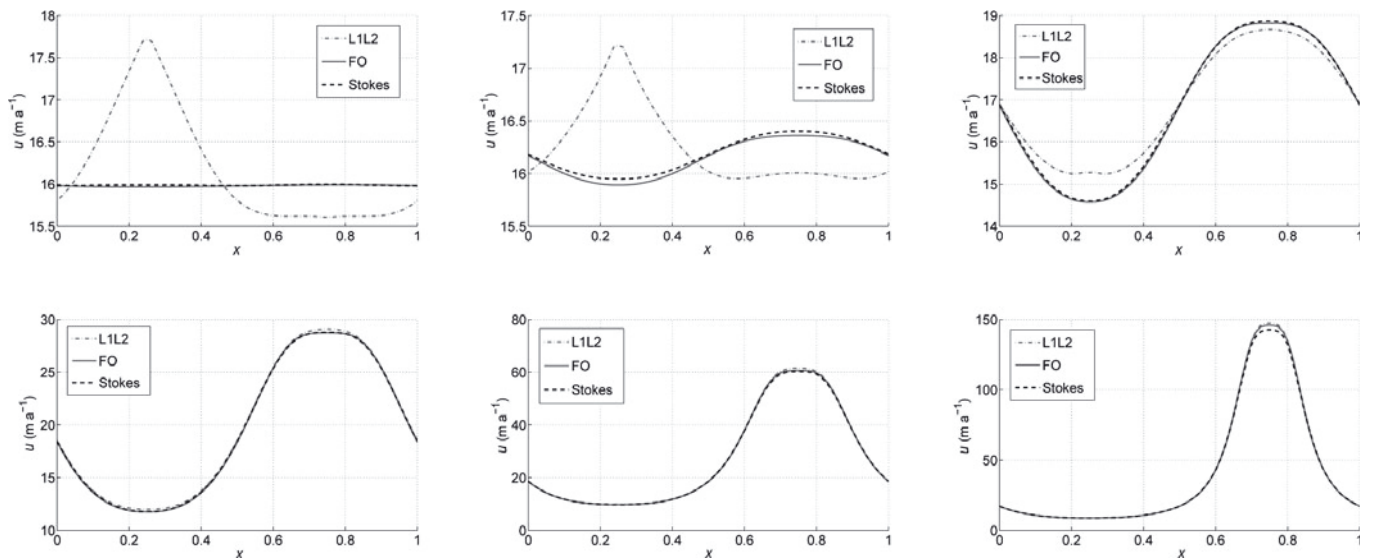 18
17.5
17
16.5
16
15.5
0
0.2
0.4
0.6
0.8
1
x
u (m a⁻¹)
L1L2
FO
Stokes
17.5
17
16.5
16
15.5
0
0.2
0.4
0.6
0.8
1
x
u (m a⁻¹)
L1L2
FO
Stokes
19
18
17
16
15
14
0
0.2
0.4
0.6
0.8
1
x
u (m a⁻¹)
L1L2
FO
Stokes
30
25
20
15
10
0
0.2
0.4
0.6
0.8
1
x
u (m a⁻¹)
L1L2
FO
Stokes
80
60
40
20
0
0
0.2
0.4
0.6
0.8
1
x
u (m a⁻¹)
L1L2
FO
Stokes
150
100
50
0
0
0.2
0.4
0.6
0.8
1
x
u (m a⁻¹)
L1L2
FO
Stokes